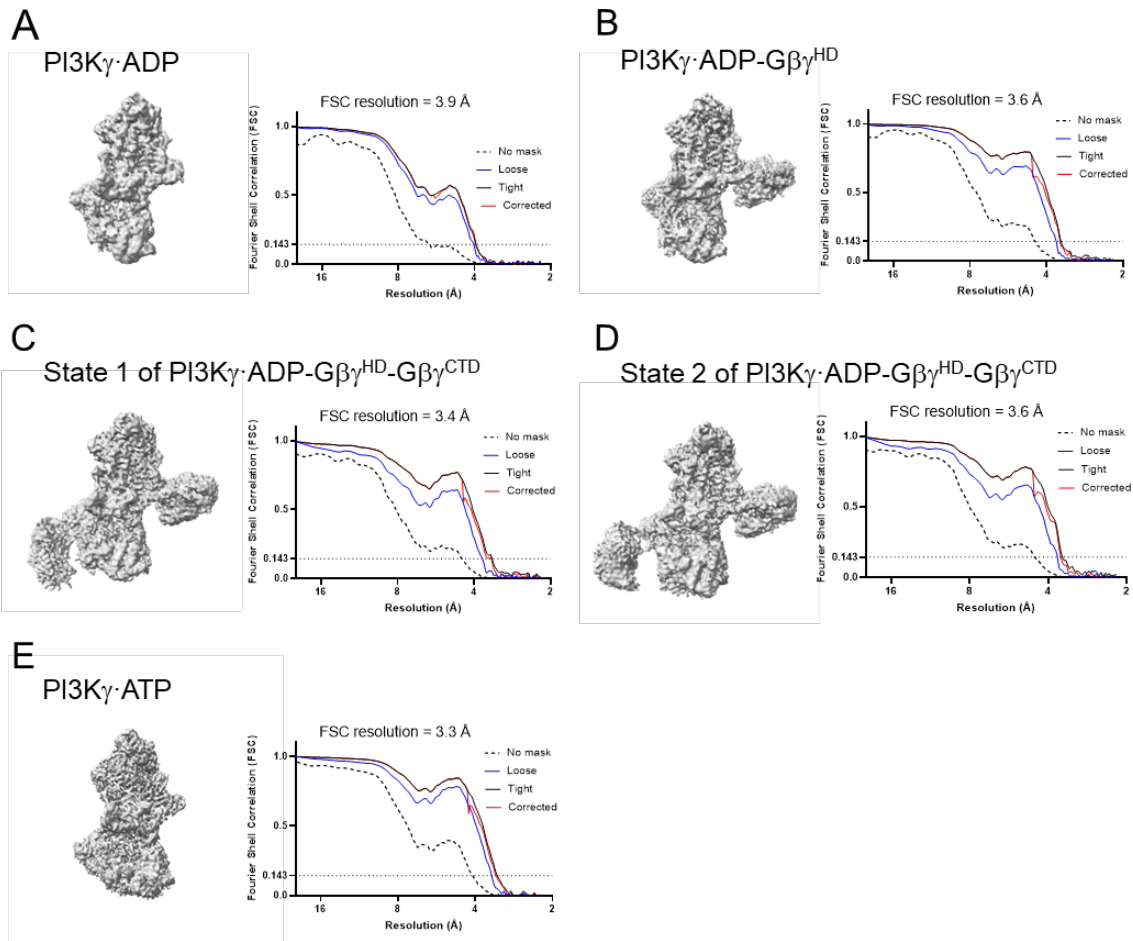 A
PI3Kγ·ADP
FSC resolution = 3.9 Å
Fourier Shell Correlation (FSC)
1.0
0.5
0.143
0.0
16
8
4
2
Resolution (Å)
No mask
Loose
Tight
Corrected
B
PI3Kγ·ADP-Gβγᴴᴰ
FSC resolution = 3.6 Å
Fourier Shell Correlation (FSC)
1.0
0.5
0.143
0.0
16
8
4
2
Resolution (Å)
No mask
Loose
Tight
Corrected
C
State 1 of PI3Kγ·ADP-Gβγ^HD-Gβγ^CTD
FSC resolution = 3.4 Å
Fourier Shell Correlation (FSC)
1.0
0.5
0.143
0.0
16
8
4
2
Resolution (Å)
No mask
Loose
Tight
Corrected
D
State 2 of PI3Kγ·ADP-Gβγ^HD-Gβγ^CTD
FSC resolution = 3.6 Å
Fourier Shell Correlation (FSC)
1.0
0.5
0.143
0.0
16
8
4
2
Resolution (Å)
No mask
Loose
Tight
Corrected
E
PI3Kγ·ATP
FSC resolution = 3.3 Å
Fourier Shell Correlation (FSC)
1.0
0.5
0.143
0.0
16
8
4
2
Resolution (Å)
No mask
Loose
Tight
Corrected